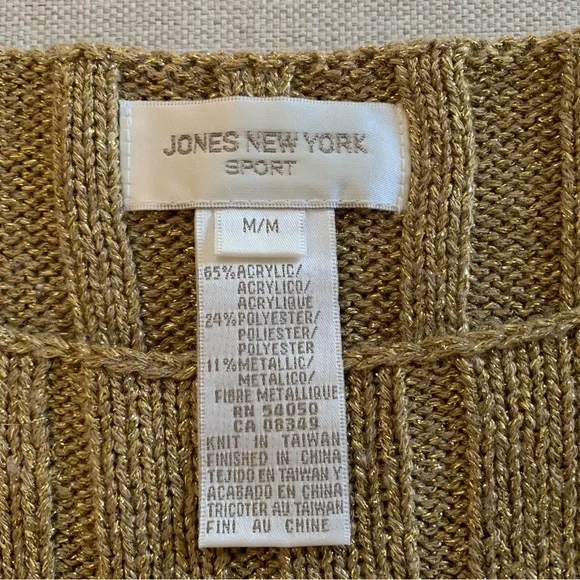 JONES NEW YORK
SPORT
M/M
65% ACRYLIC/
ACRILICO/
ACRYLIQUE
24% POLYESTER/
POLIESTER/
POLYESTER
11% METALLIC/
METALICO/
FIBRE METALLIQUE
RN 54050
CA 08349
KNIT IN TAIWAN
FINISHED IN CHINA
TEJIDO EN TAIWAN Y
ACABADO EN CHINA
TRICOTER AU TAIWAN
FINI AU CHINE